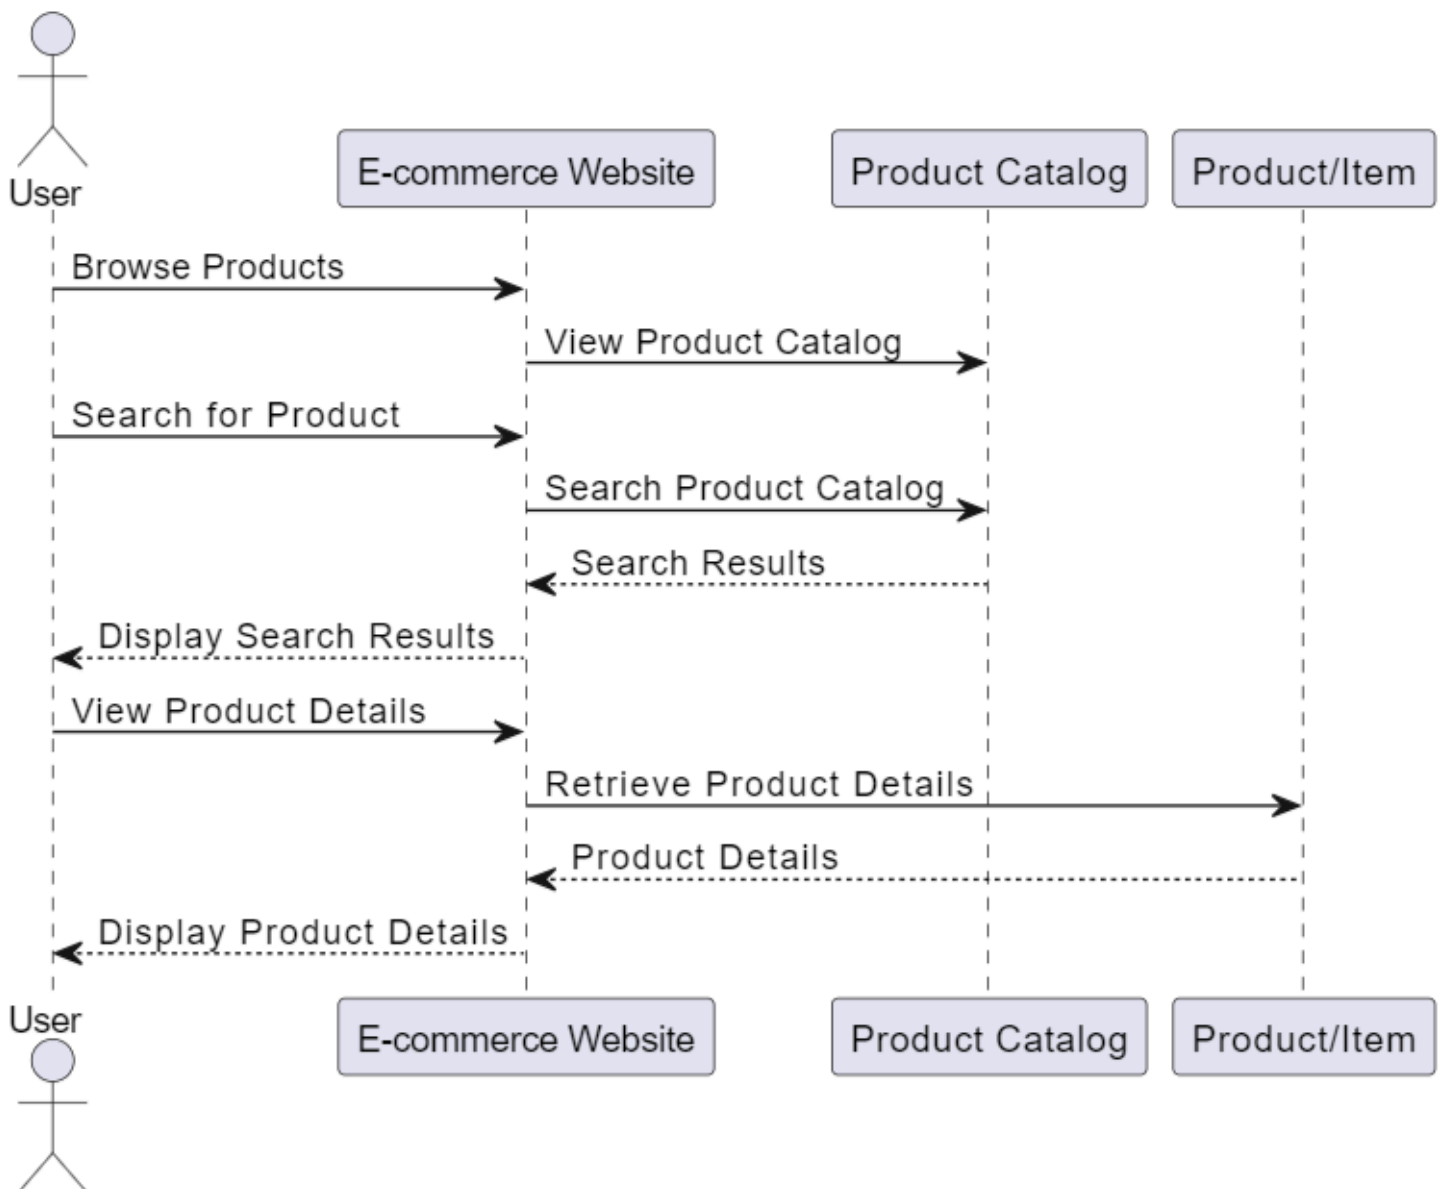 User
E-commerce Website
Product Catalog
Product/Item
Browse Products
View Product Catalog
Search for Product
Search Product Catalog
Search Results
Display Search Results
View Product Details
Retrieve Product Details
Product Details
Display Product Details
User
E-commerce Website
Product Catalog
Product/Item